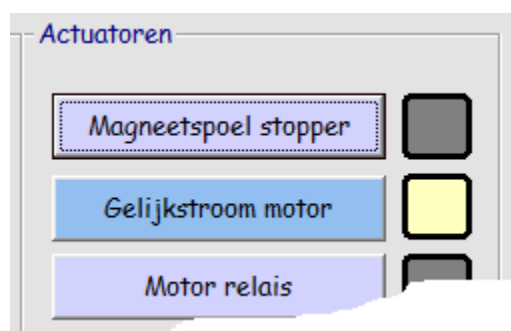 Actuatoren
Magneetspoel stopper
Gelijkstroom motor
Motor relais